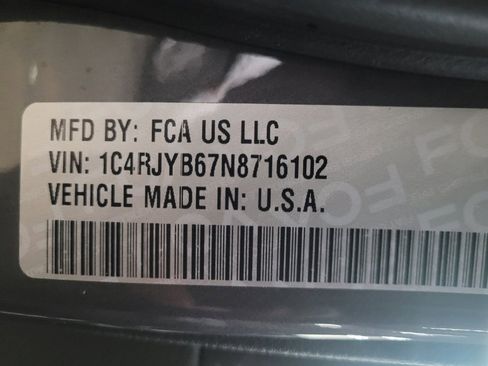 MFD BY: FCA US LLC
VIN: 1C4RJYB67N8716102
VEHICLE MADE IN: U.S.A.